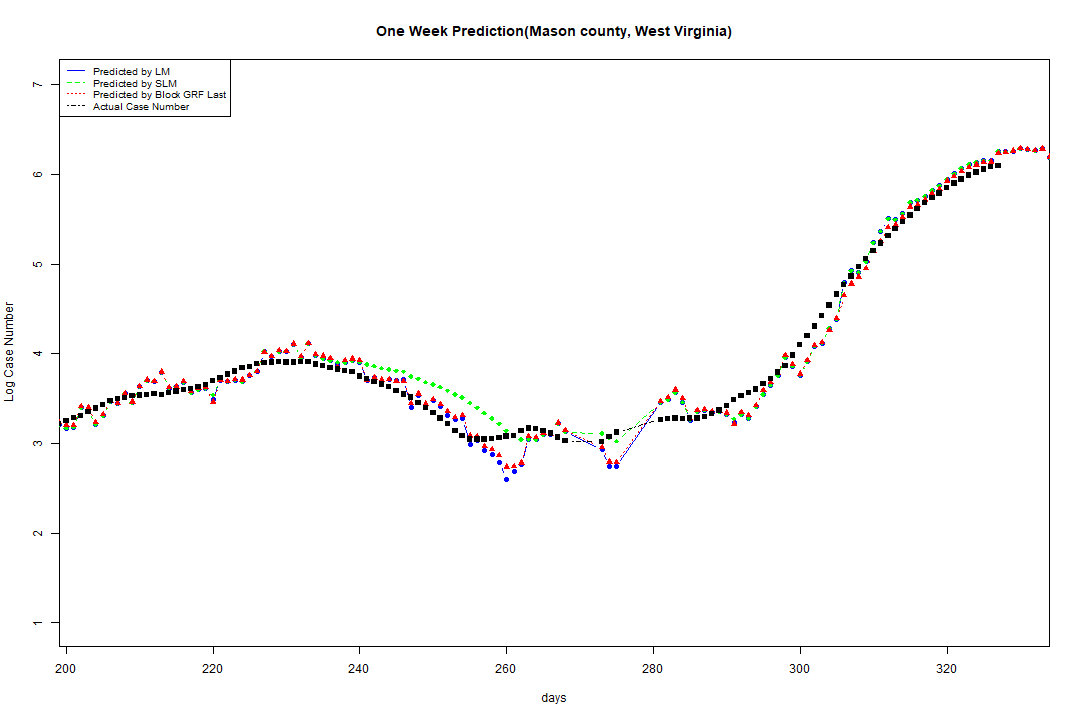 One Week Prediction(Mason county, West Virginia)
Predicted by LM
Predicted by SLM
Predicted by Block GRF Last
Actual Case Number
Log Case Number
7
6
5
4
3
2
1
200 220 240 260 280 300 320
days